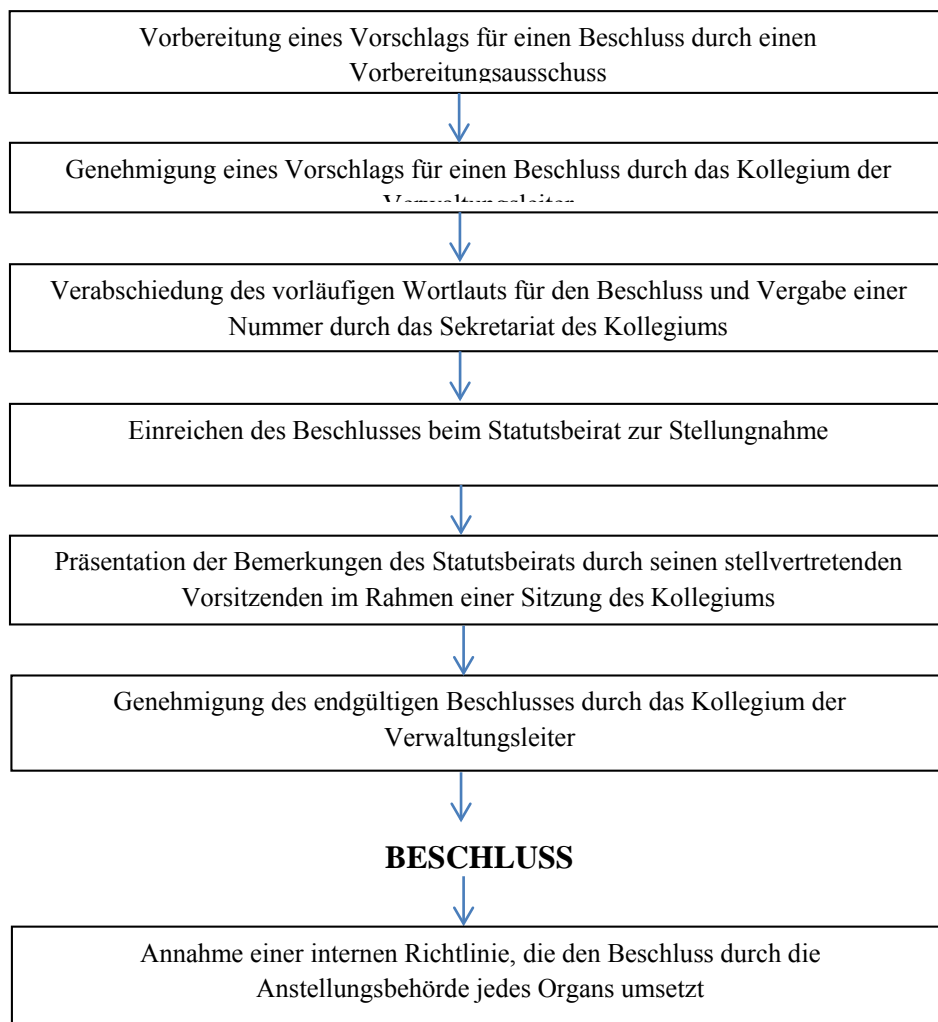 Vorbereitung eines Vorschlags für einen Beschluss durch einen
Vorbereitungsausschuss
Genehmigung eines Vorschlags für einen Beschluss durch das Kollegium der
Verwaltungsleiter
Verabschiedung des vorläufigen Wortlauts für den Beschluss und Vergabe einer
Nummer durch das Sekretariat des Kollegiums
Einreichen des Beschlusses beim Statutsbeirat zur Stellungnahme
Präsentation der Bemerkungen des Statutsbeirats durch seinen stellvertretenden
Vorsitzenden im Rahmen einer Sitzung des Kollegiums
Genehmigung des endgültigen Beschlusses durch das Kollegium der
Verwaltungsleiter
BESCHLUSS
Annahme einer internen Richtlinie, die den Beschluss durch die
Anstellungsbehörde jedes Organs umsetzt